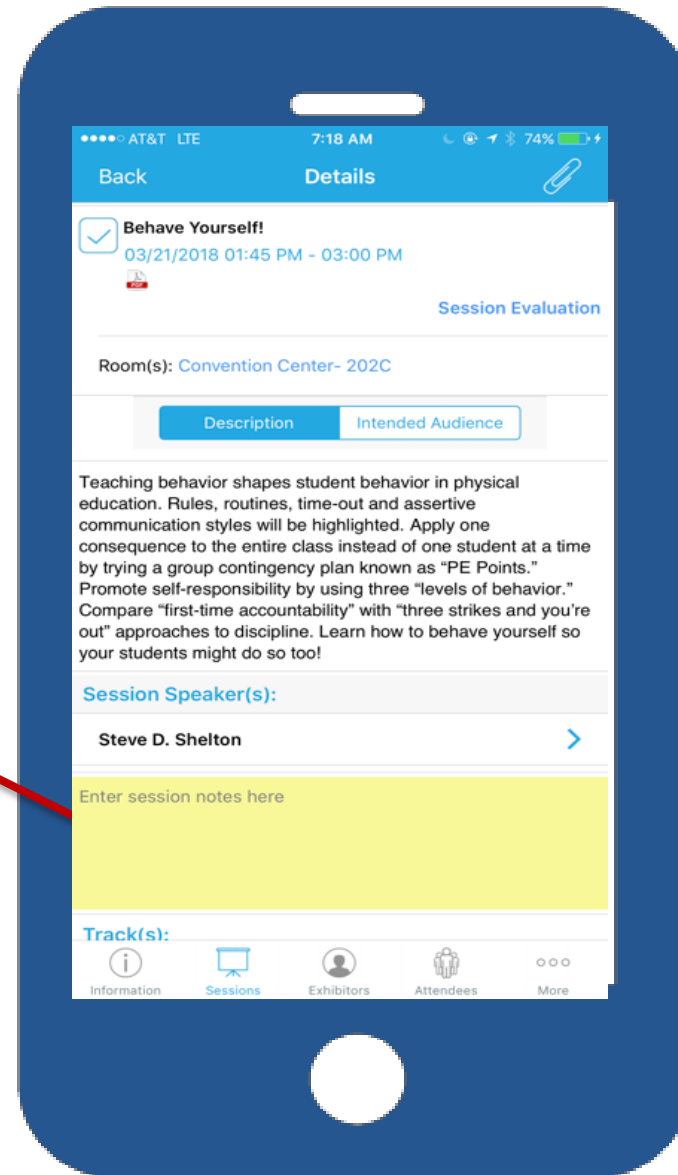 AT&T LTE 7:18 AM 74%
Back Details
Behave Yourself!
03/21/2018 01:45 PM - 03:00 PM
PDF
Session Evaluation
Room(s): Convention Center- 202C
Description Intended Audience
Teaching behavior shapes student behavior in physical
education. Rules, routines, time-out and assertive
communication styles will be highlighted. Apply one
consequence to the entire class instead of one student at a time
by trying a group contingency plan known as “PE Points.”
Promote self-responsibility by using three “levels of behavior.”
Compare “first-time accountability” with “three strikes and you’re
out” approaches to discipline. Learn how to behave yourself so
your students might do so too!
Session Speaker(s):
Steve D. Shelton
Enter session notes here
Track(s):
Information Sessions Exhibitors Attendees More